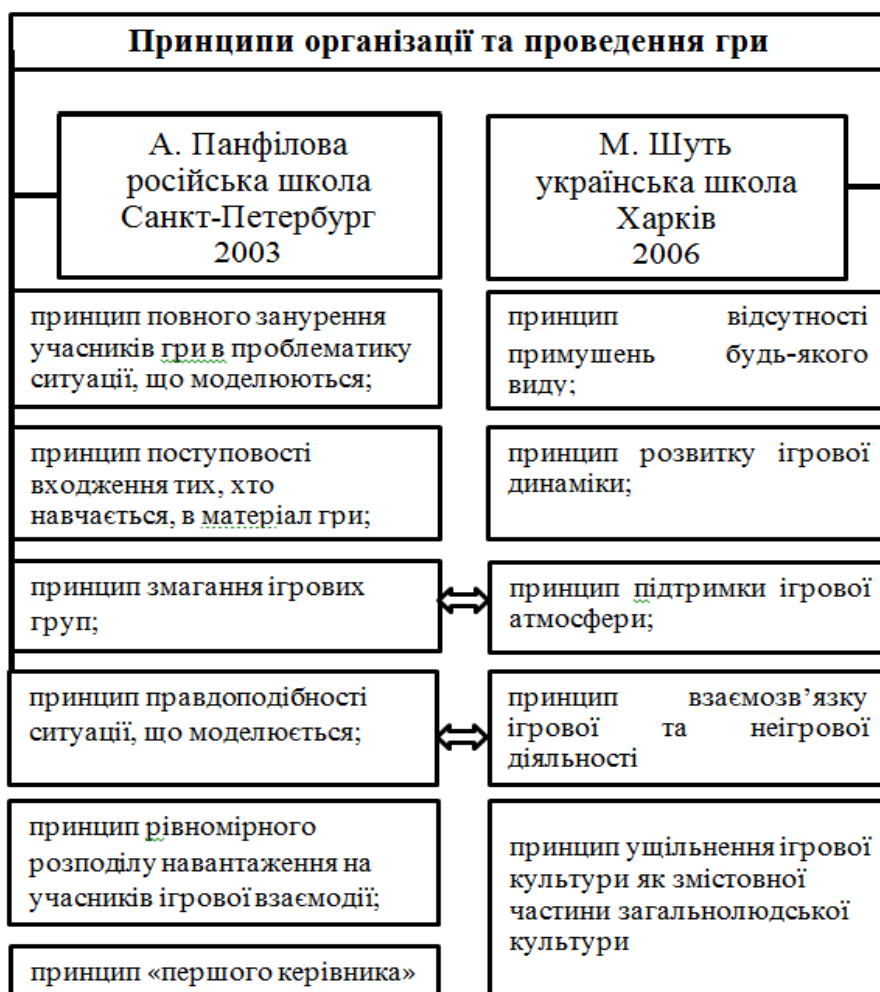 Принципи організації та проведення гри
А. Панфілова
російська школа
Санкт-Петербург
2003
М. Шуть
українська школа
Харків
2006
принцип повного занурення
учасників гри в проблематику
ситуації, що моделюються;
принцип відсутності
примушень будь-якого
виду;
принцип поступовості
входження тих, хто
навчається, в матеріал гри;
принцип розвитку ігрової
динаміки;
принцип змагання ігрових
груп;
принцип підтримки ігрової
атмосфери;
принцип правдоподібності
ситуації, що моделюється;
принцип взаємозв’язку
ігрової та неігрової
діяльності
принцип рівномірного
розподілу навантаження на
учасників ігрової взаємодії;
принцип ущільнення ігрової
культури як змістовної
частини загальнолюдської
культури
принцип «першого керівника»